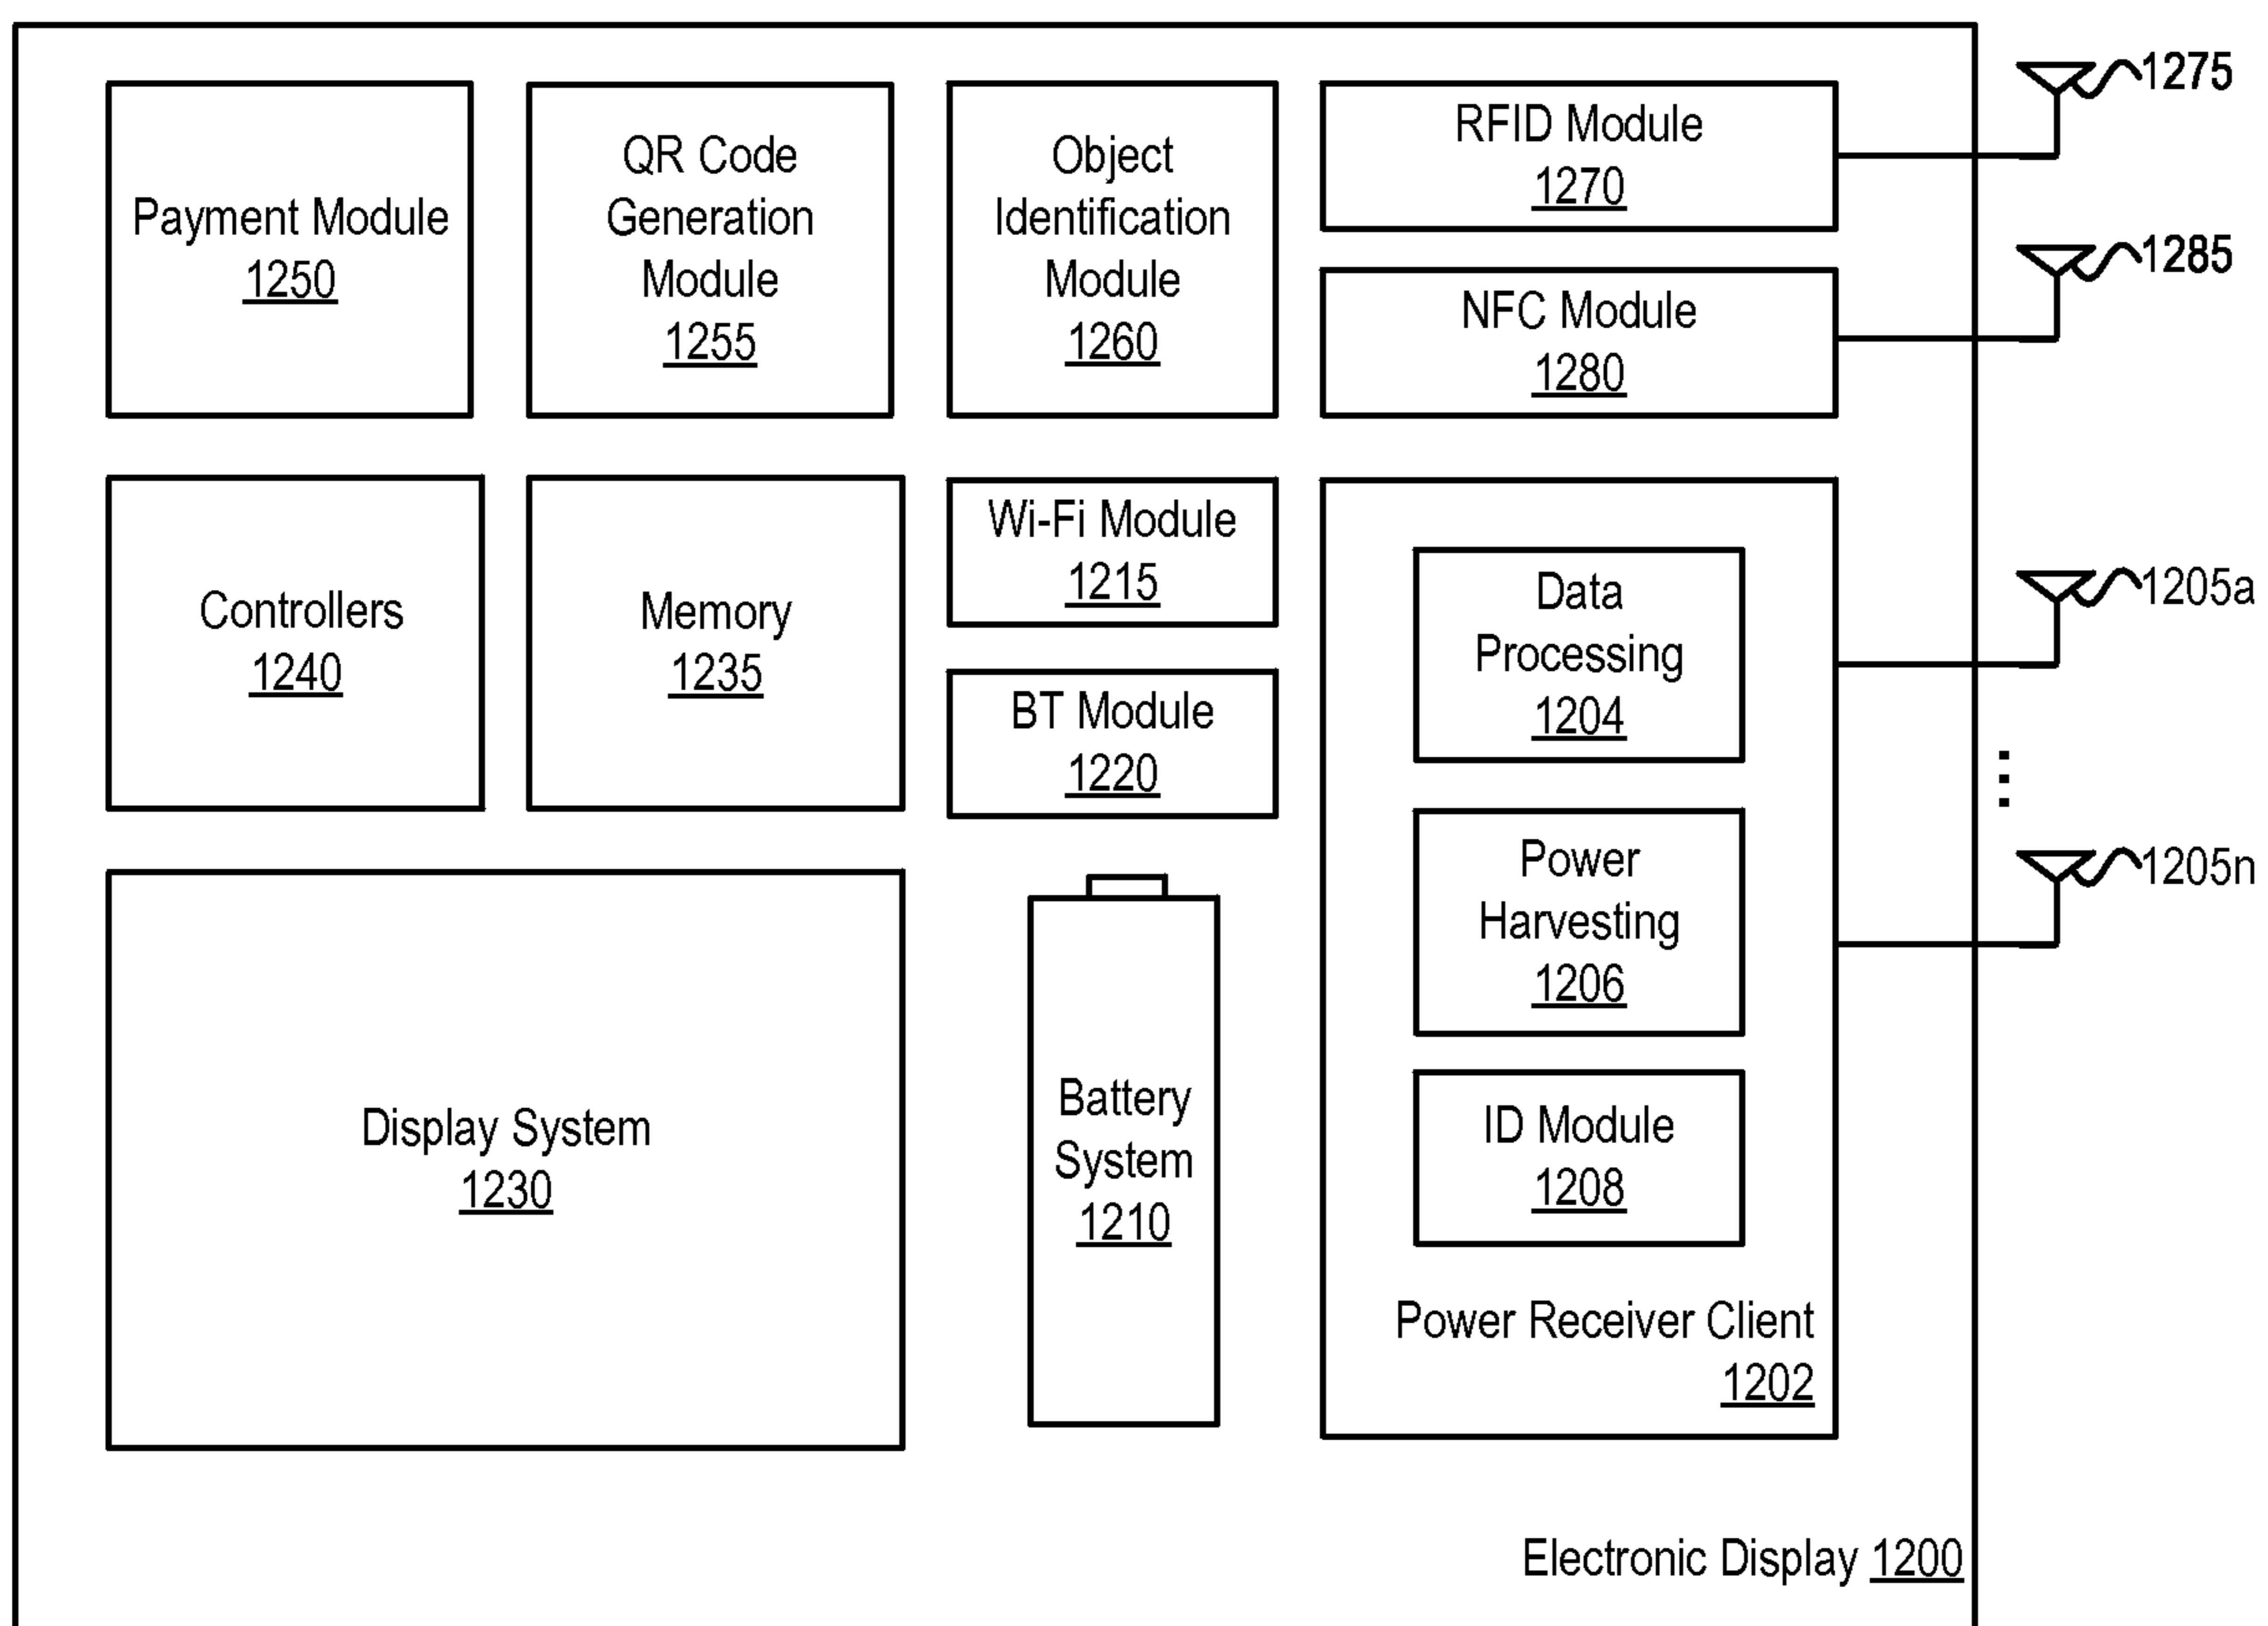 Payment Module
1250
QR Code
Generation
Module
1255
Object
Identification
Module
1260
RFID Module
1270
1275
NFC Module
1280
1285
Controllers
1240
Memory
1235
Wi-Fi Module
1215
BT Module
1220
Data
Processing
1204
1205a
Power
Harvesting
1206
1205n
ID Module
1208
Power Receiver Client
1202
Display System
1230
Battery
System
1210
Electronic Display 1200